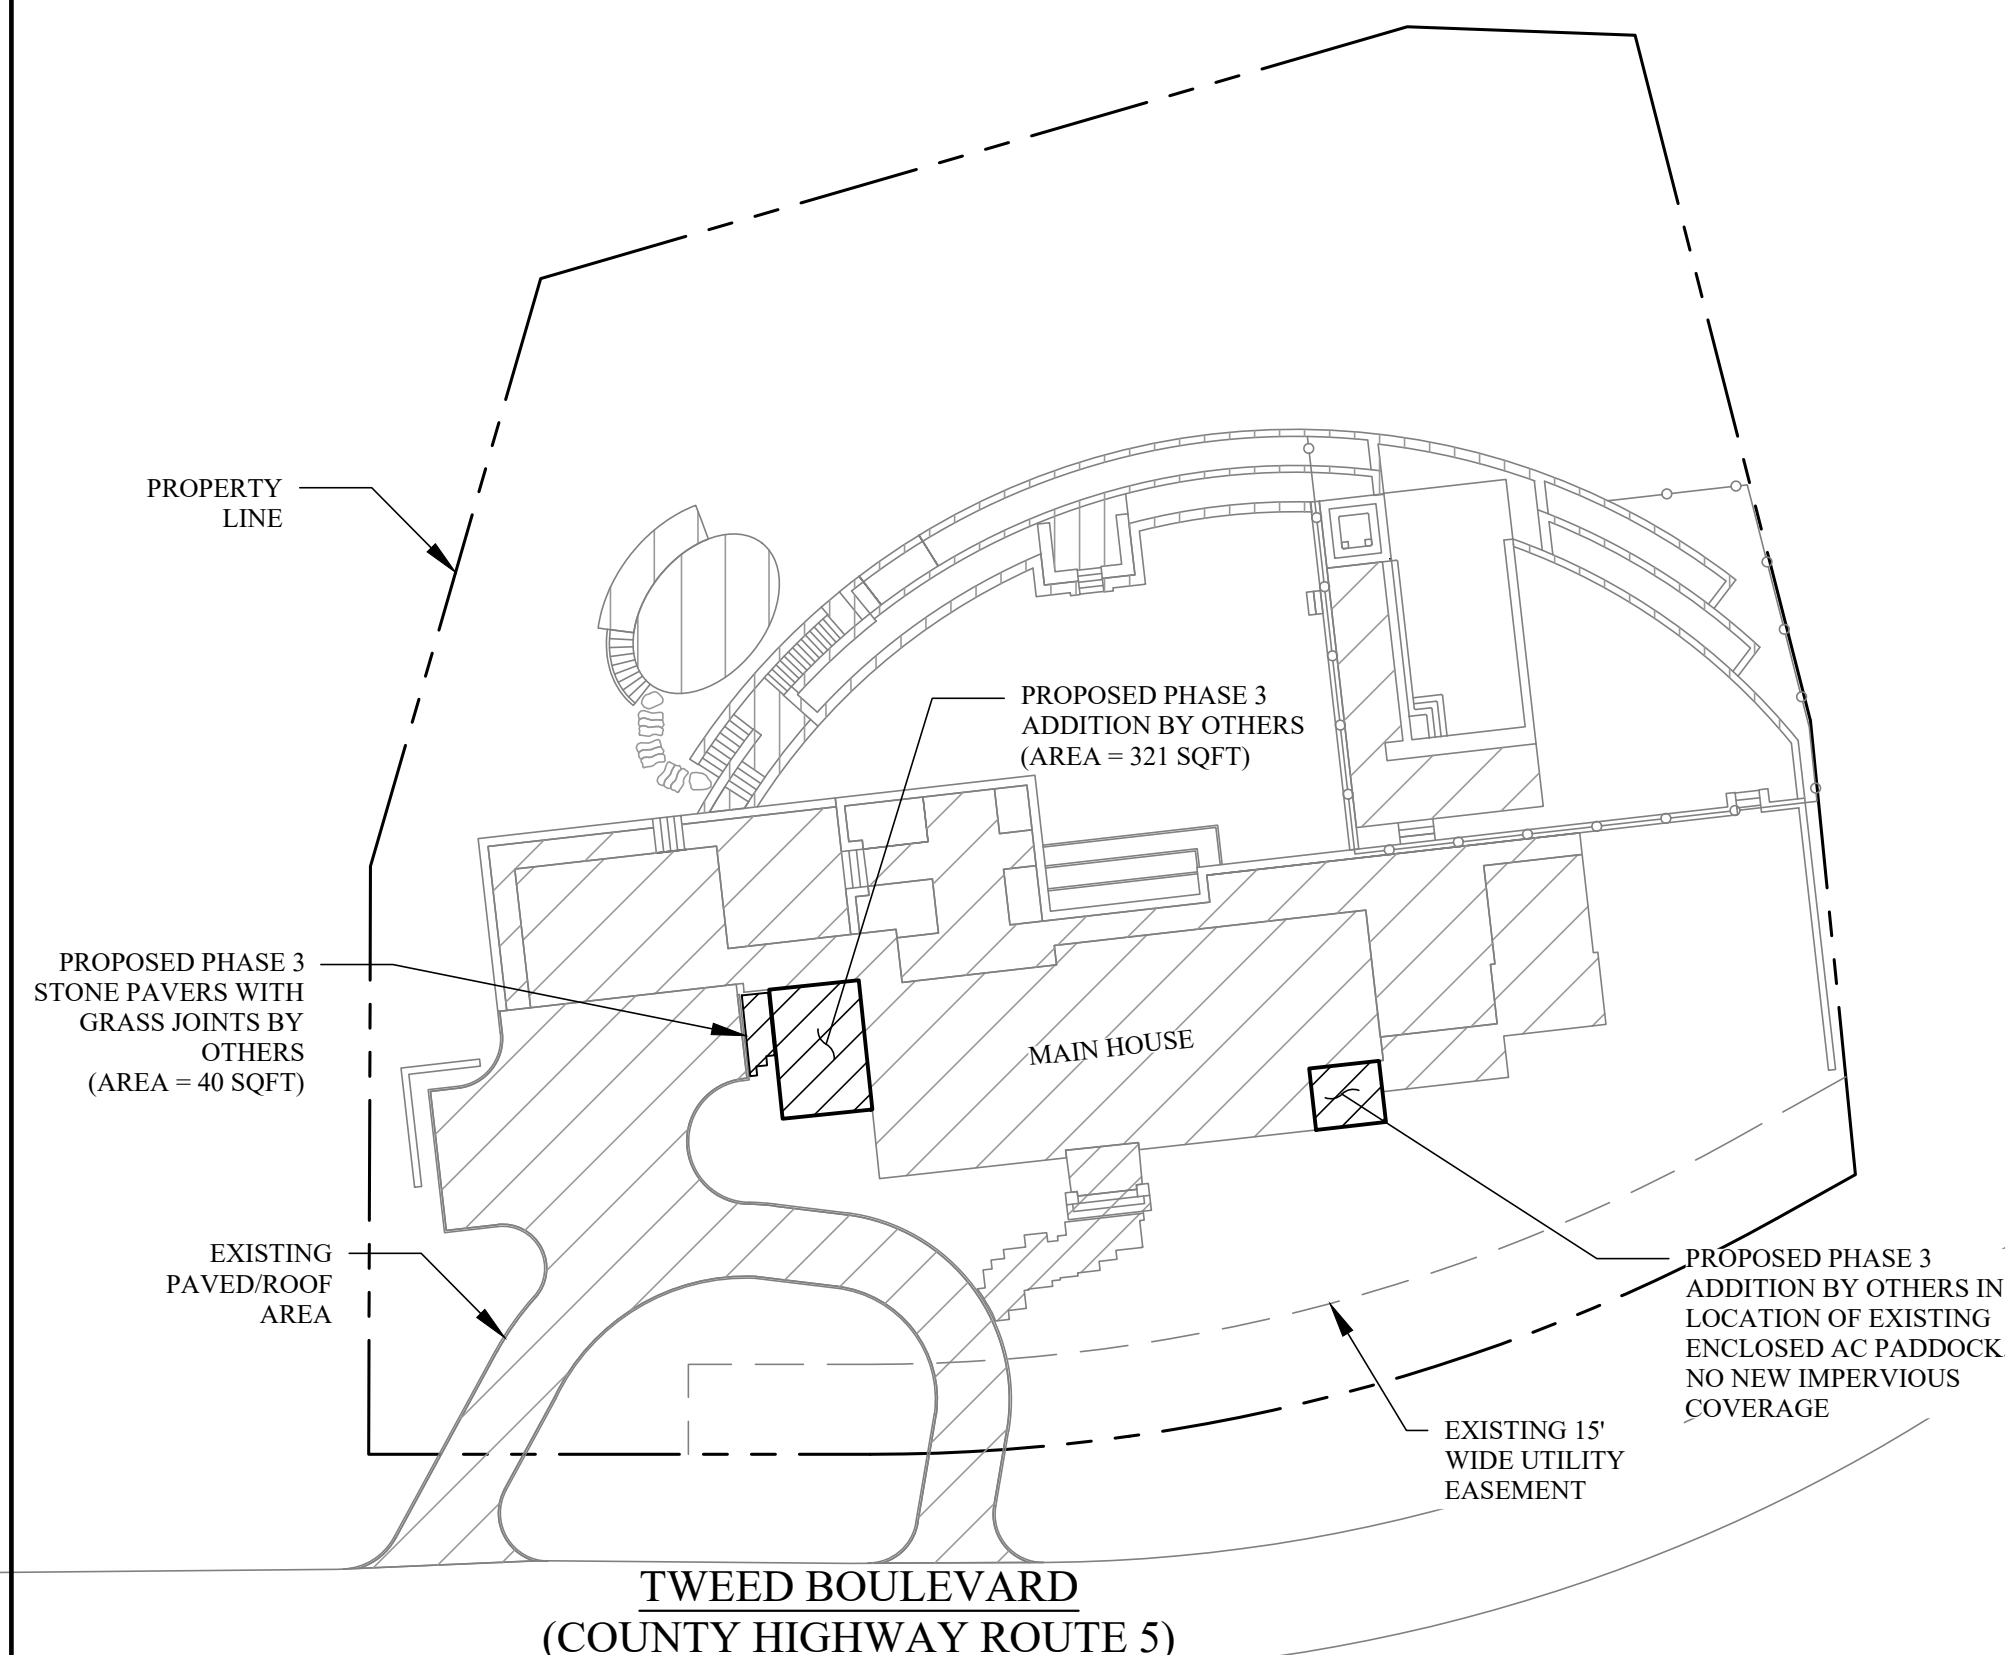 PROPERTY
LINE
PROPOSED PHASE 3
ADDITION BY OTHERS
(AREA = 321 SQFT)
PROPOSED PHASE 3
STONE PAVERS WITH
GRASS JOINTS BY
OTHERS
(AREA = 40 SQFT)
MAIN HOUSE
EXISTING
PAVED/ROOF
AREA
PROPOSED PHASE 3
ADDITION BY OTHERS IN
LOCATION OF EXISTING
ENCLOSED AC PADDOCK.
NO NEW IMPERVIOUS
COVERAGE
EXISTING 15'
WIDE UTILITY
EASEMENT
TWEED BOULEVARD
(COUNTY HIGHWAY ROUTE 5)